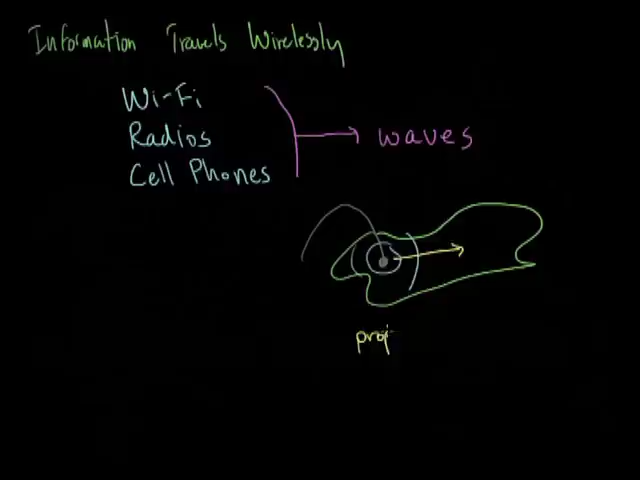 Information Travels Wirelessly
Wi-Fi
Radios
Cell Phones
waves
proj